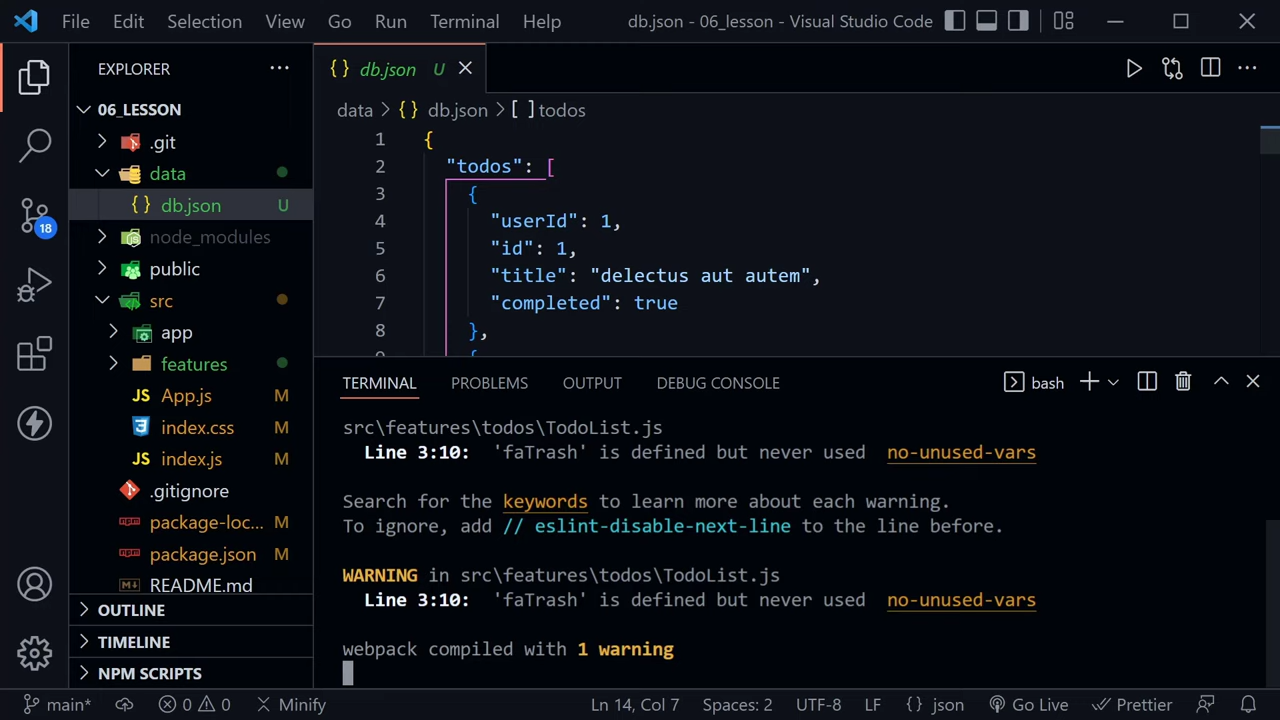 File Edit Selection View Go Run Terminal Help db.json - 06_lesson - Visual Studio Code
EXPLORER
06_LESSON
.git
data
{ } db.json U
node_modules
public
src
app
features
JS App.js M
index.css M
JS index.js M
.gitignore
package-loc... M
package.json M
README.md
OUTLINE
TIMELINE
NPM SCRIPTS
18
{ } db.json U
data > { } db.json > [ ] todos
1 {
2 "todos": [
3 {
4 "userId": 1,
5 "id": 1,
6 "title": "delectus aut autem",
7 "completed": true
8 },
TERMINAL PROBLEMS OUTPUT DEBUG CONSOLE bash
src\features\todos\TodoList.js
Line 3:10: 'faTrash' is defined but never used no-unused-vars
Search for the keywords to learn more about each warning.
To ignore, add // eslint-disable-next-line to the line before.
WARNING in src\features\todos\TodoList.js
Line 3:10: 'faTrash' is defined but never used no-unused-vars
webpack compiled with 1 warning
main* 0 0 Minify Ln 14, Col 7 Spaces: 2 UTF-8 LF { } json Go Live Prettier